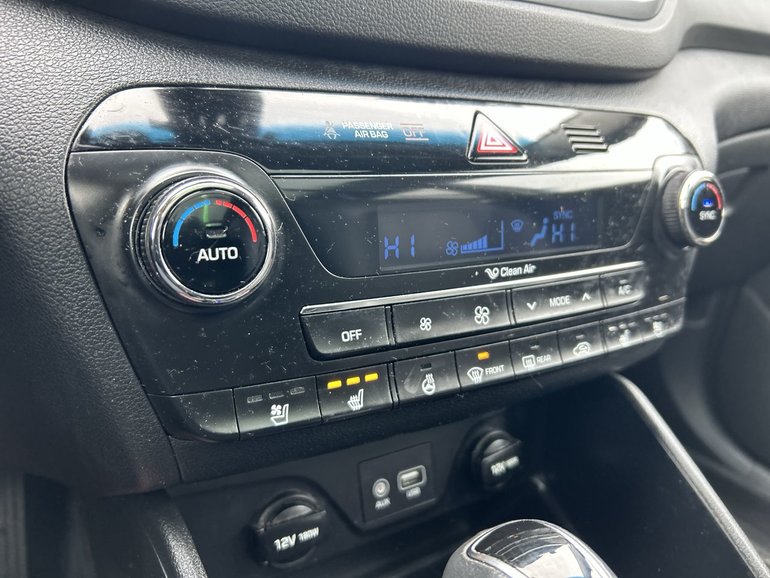 PASSENGER OFF
AIR BAG
AUTO
SYNC
HI
HI
SYNC
Clean Air
OFF
MODE
A/C
FRONT
REAR
AUX
USB
12V 180W
12V 180W